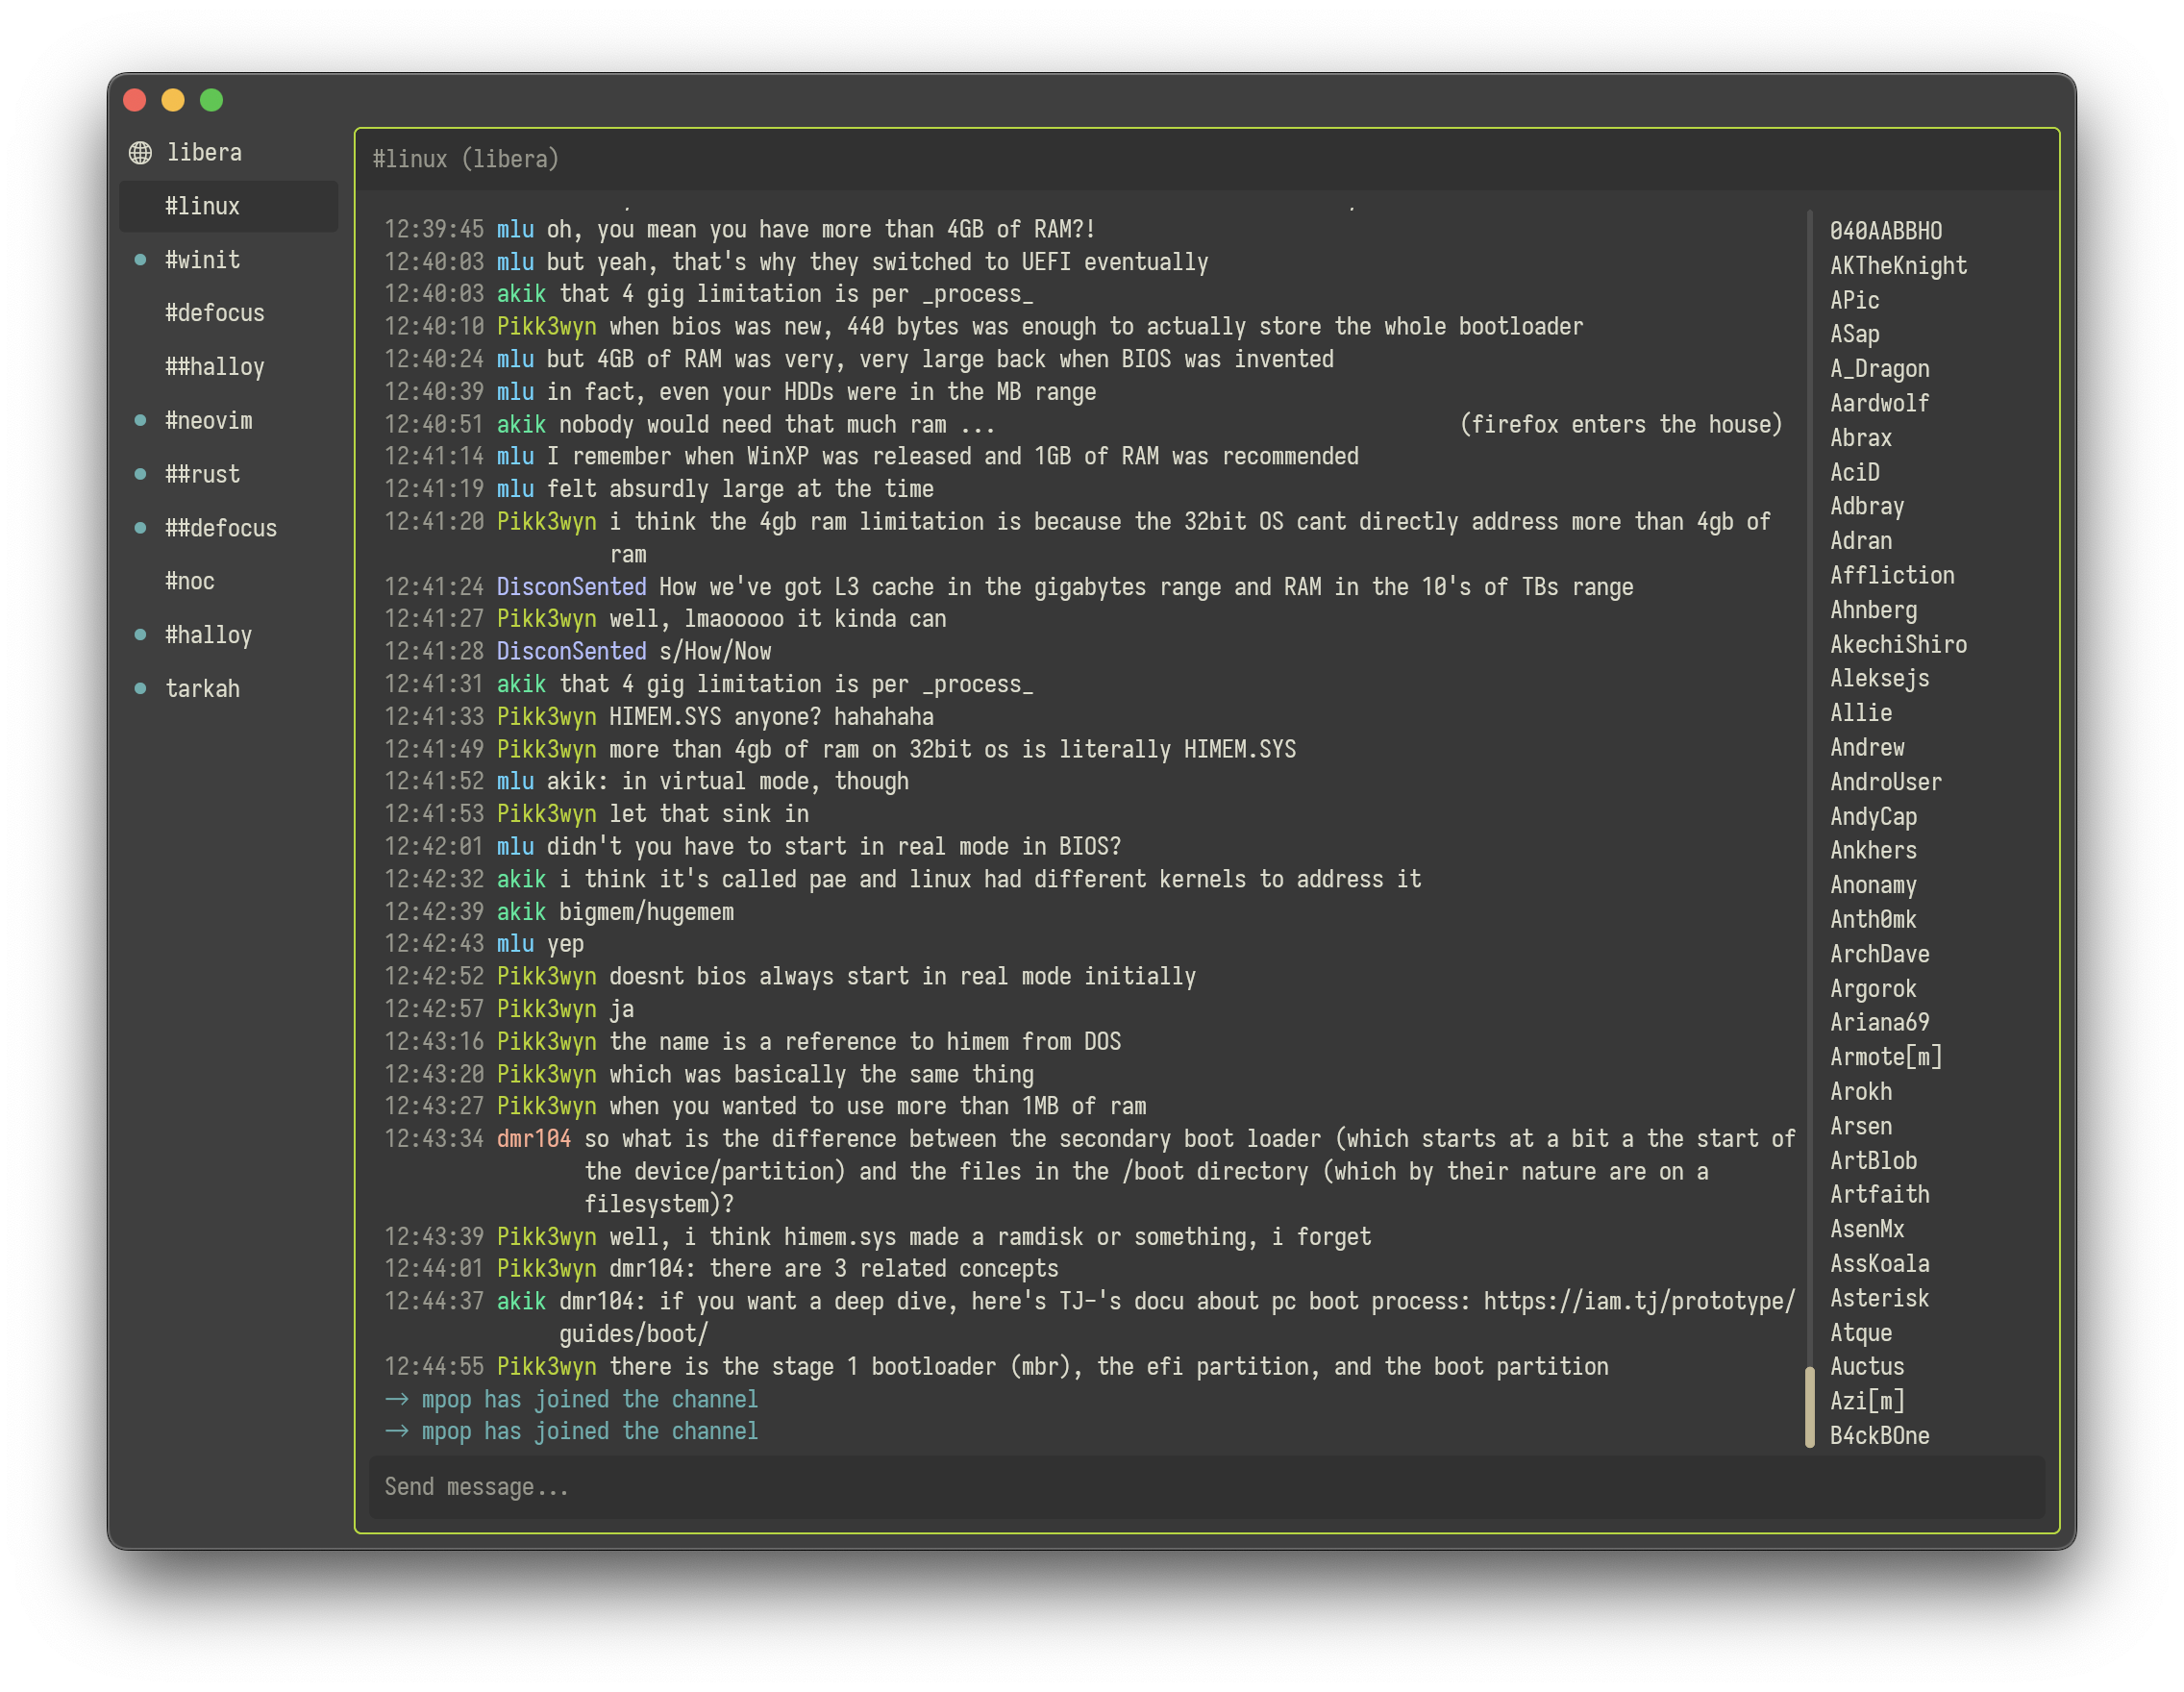 libera
#linux
#winit
#defocus
##halloy
#neovim
##rust
##defocus
#noc
#halloy
tarkah
#linux (libera)
12:39:45 mlu oh, you mean you have more than 4GB of RAM?!
12:40:03 mlu but yeah, that's why they switched to UEFI eventually
12:40:03 akik that 4 gig limitation is per _process_
12:40:10 Pikk3wyn when bios was new, 440 bytes was enough to actually store the whole bootloader
12:40:24 mlu but 4GB of RAM was very, very large back when BIOS was invented
12:40:39 mlu in fact, even your HDDs were in the MB range
12:40:51 akik nobody would need that much ram ... (firefox enters the house)
12:41:14 mlu I remember when WinXP was released and 1GB of RAM was recommended
12:41:19 mlu felt absurdly large at the time
12:41:20 Pikk3wyn i think the 4gb ram limitation is because the 32bit OS cant directly address more than 4gb of
ram
12:41:24 DisconSented How we've got L3 cache in the gigabytes range and RAM in the 10's of TBs range
12:41:27 Pikk3wyn well, lmaooooo it kinda can
12:41:28 DisconSented s/How/Now
12:41:31 akik that 4 gig limitation is per _process_
12:41:33 Pikk3wyn HIMEM.SYS anyone? hahahaha
12:41:49 Pikk3wyn more than 4gb of ram on 32bit os is literally HIMEM.SYS
12:41:52 mlu akik: in virtual mode, though
12:41:53 Pikk3wyn let that sink in
12:42:01 mlu didn't you have to start in real mode in BIOS?
12:42:32 akik i think it's called pae and linux had different kernels to address it
12:42:39 akik bigmem/hugemem
12:42:43 mlu yep
12:42:52 Pikk3wyn doesnt bios always start in real mode initially
12:42:57 Pikk3wyn ja
12:43:16 Pikk3wyn the name is a reference to himem from DOS
12:43:20 Pikk3wyn which was basically the same thing
12:43:27 Pikk3wyn when you wanted to use more than 1MB of ram
12:43:34 dmr104 so what is the difference between the secondary boot loader (which starts at a bit a the start of
the device/partition) and the files in the /boot directory (which by their nature are on a
filesystem)?
12:43:39 Pikk3wyn well, i think himem.sys made a ramdisk or something, i forget
12:44:01 Pikk3wyn dmr104: there are 3 related concepts
12:44:37 akik dmr104: if you want a deep dive, here's TJ-'s docu about pc boot process: https://iam.tj/prototype/
guides/boot/
12:44:55 Pikk3wyn there is the stage 1 bootloader (mbr), the efi partition, and the boot partition
→ mpop has joined the channel
→ mpop has joined the channel
Send message...
040AABBHO
AKTheKnight
APic
ASap
A_Dragon
Aardwolf
Abrax
AciD
Adbray
Adran
Affliction
Ahnberg
AkechiShiro
Aleksejs
Allie
Andrew
AndroUser
AndyCap
Ankhers
Anonamy
Anth0mk
ArchDave
Argorok
Ariana69
Armote[m]
Arokh
Arsen
ArtBlob
Artfaith
AsenMx
AssKoala
Asterisk
Atque
Auctus
Azi[m]
B4ckBOne